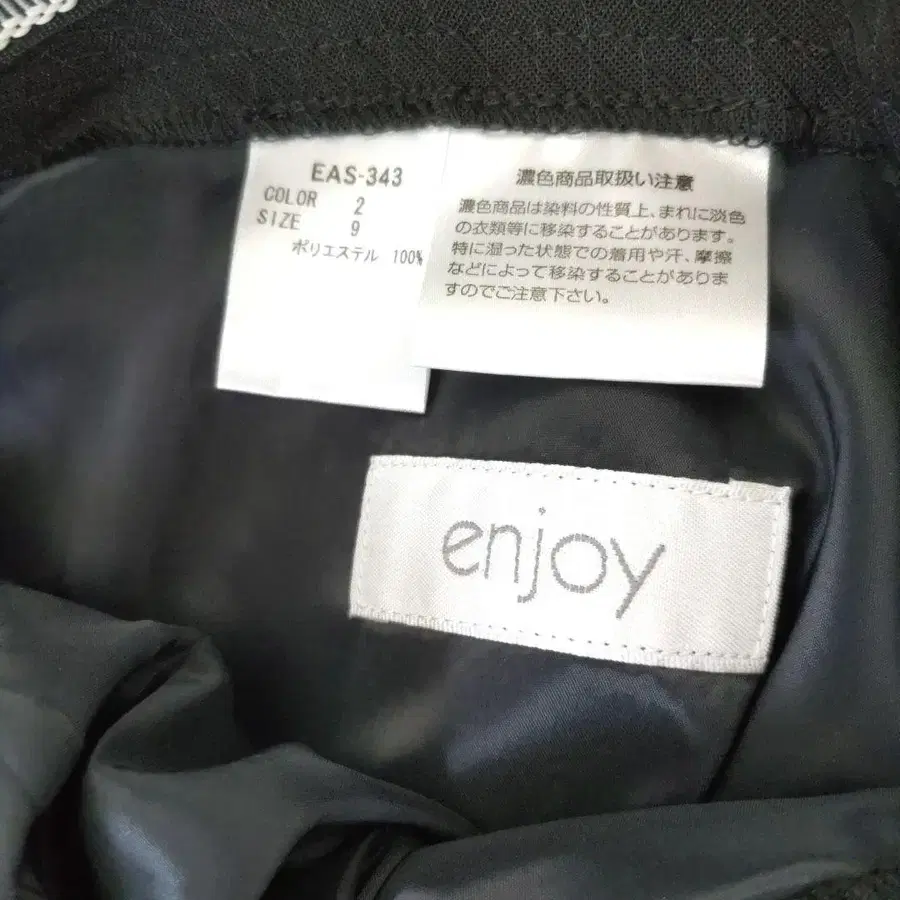 EAS-343
COLOR 2
SIZE 9
ポリエステル 100%
濃色商品取扱い注意
濃色商品は染料の性質上、まれに淡色
の衣類等に移染することがあります。
特に湿った状態での着用や汗、摩擦
などによって移染することがありま
すのでご注意下さい。
enjoy